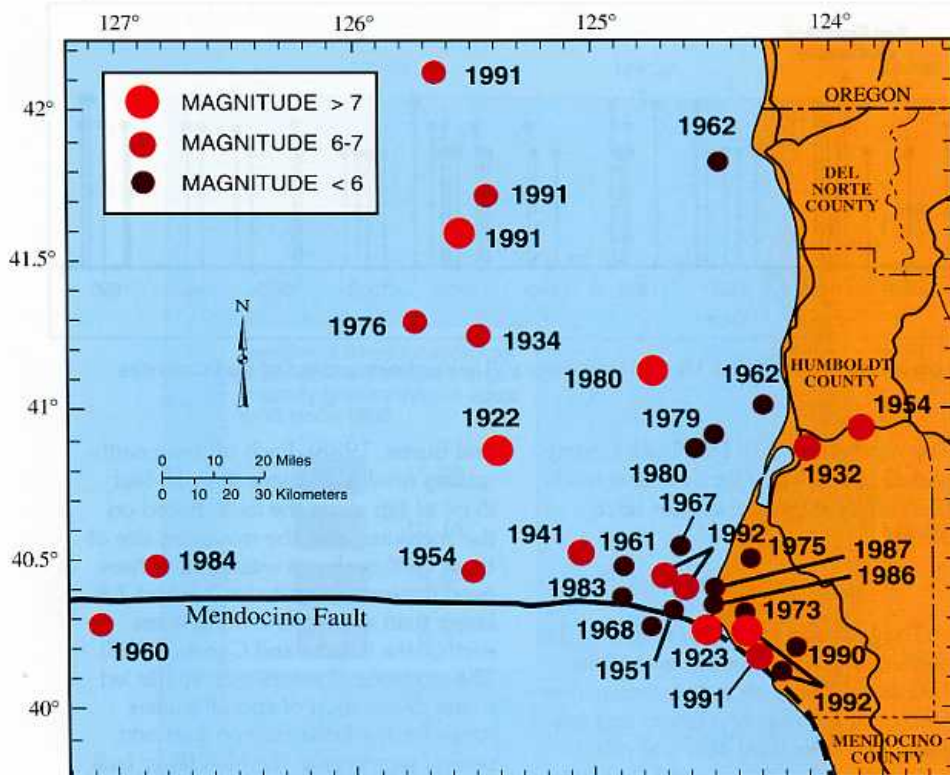 127°
126°
125°
124°
MAGNITUDE > 7
MAGNITUDE 6-7
MAGNITUDE < 6
1991
42°
OREGON
1962
DEL
NORTE
COUNTY
1991
1991
41.5°
N
1976
1934
1980
1962
HUMBOLDT
COUNTY
41°
1922
1979
1954
1980
1932
0 10 20 Miles
0 10 20 30 Kilometers
1967
1941
1961
1992
1975
1987
40.5°
1984
1954
1983
1986
Mendocino Fault
1973
1960
1968
1951
1923
1990
1991
1992
40°
MENDOCINO
COUNTY